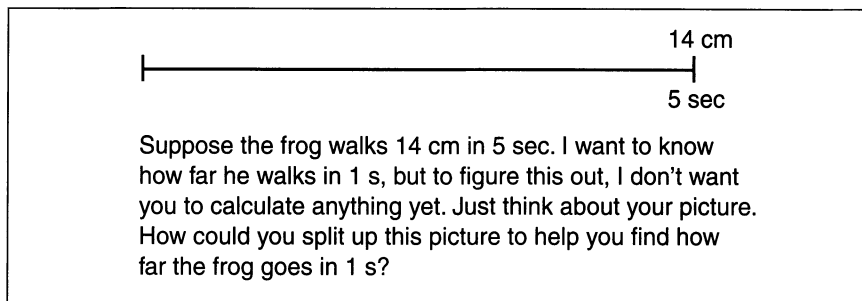 14 cm
5 sec
Suppose the frog walks 14 cm in 5 sec. I want to know
how far he walks in 1 s, but to figure this out, I don't want
you to calculate anything yet. Just think about your picture.
How could you split up this picture to help you find how
far the frog goes in 1 s?